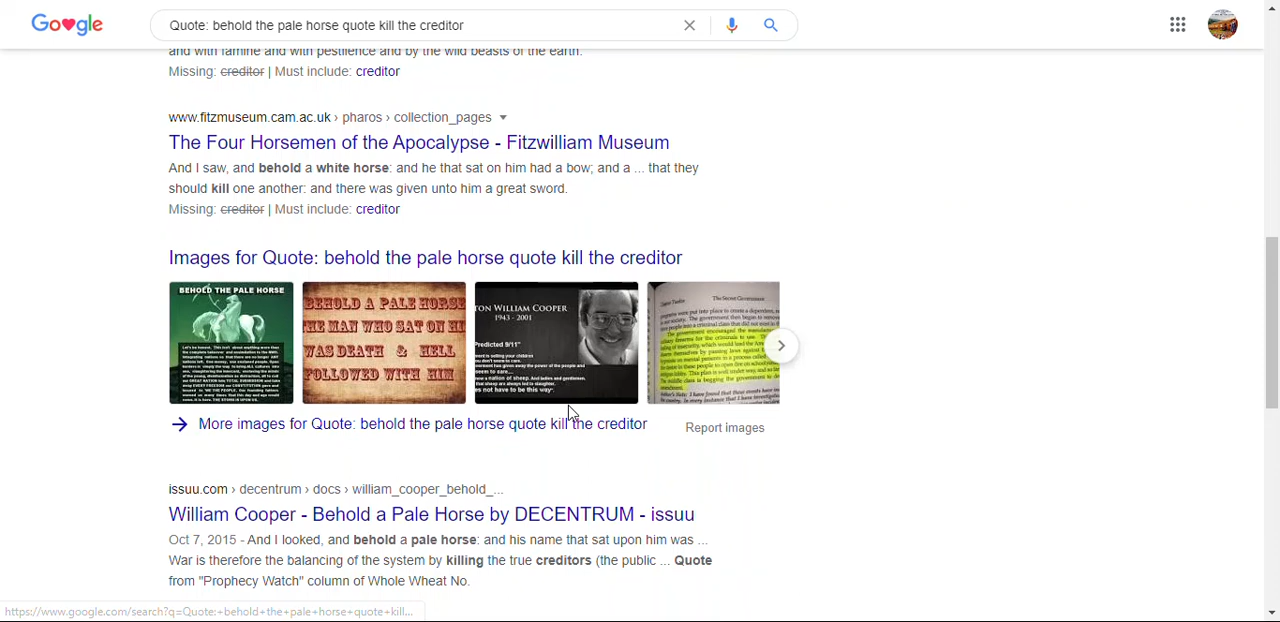 Google
Quote: behold the pale horse quote kill the creditor
and with famine and with pestilence and by the wild beasts of the earth.
Missing: creditor | Must include: creditor
www.fitzmuseum.cam.ac.uk › pharos › collection_pages
The Four Horsemen of the Apocalypse - Fitzwilliam Museum
And I saw, and behold a white horse: and he that sat on him had a bow; and a ... that they
should kill one another: and there was given unto him a great sword.
Missing: creditor | Must include: creditor
Images for Quote: behold the pale horse quote kill the creditor
BEHOLD THE PALE HORSE
BEHOLD A PALE HORSE
THE MAN WHO SAT ON HI
WAS DEATH & HELL
FOLLOWED WITH HIM
TON WILLIAM COOPER
1943 - 2001
Predicted 9/11"
The Secret Government
More images for Quote: behold the pale horse quote kill the creditor
Report images
issuu.com › decentrum › docs › william_cooper_behold_...
William Cooper - Behold a Pale Horse by DECENTRUM - issuu
Oct 7, 2015 - And I looked, and behold a pale horse: and his name that sat upon him was ...
War is therefore the balancing of the system by killing the true creditors (the public ... Quote
from "Prophecy Watch" column of Whole Wheat No.
https://www.google.com/search?q=Quote:+behold+the+pale+horse+quote+kill...